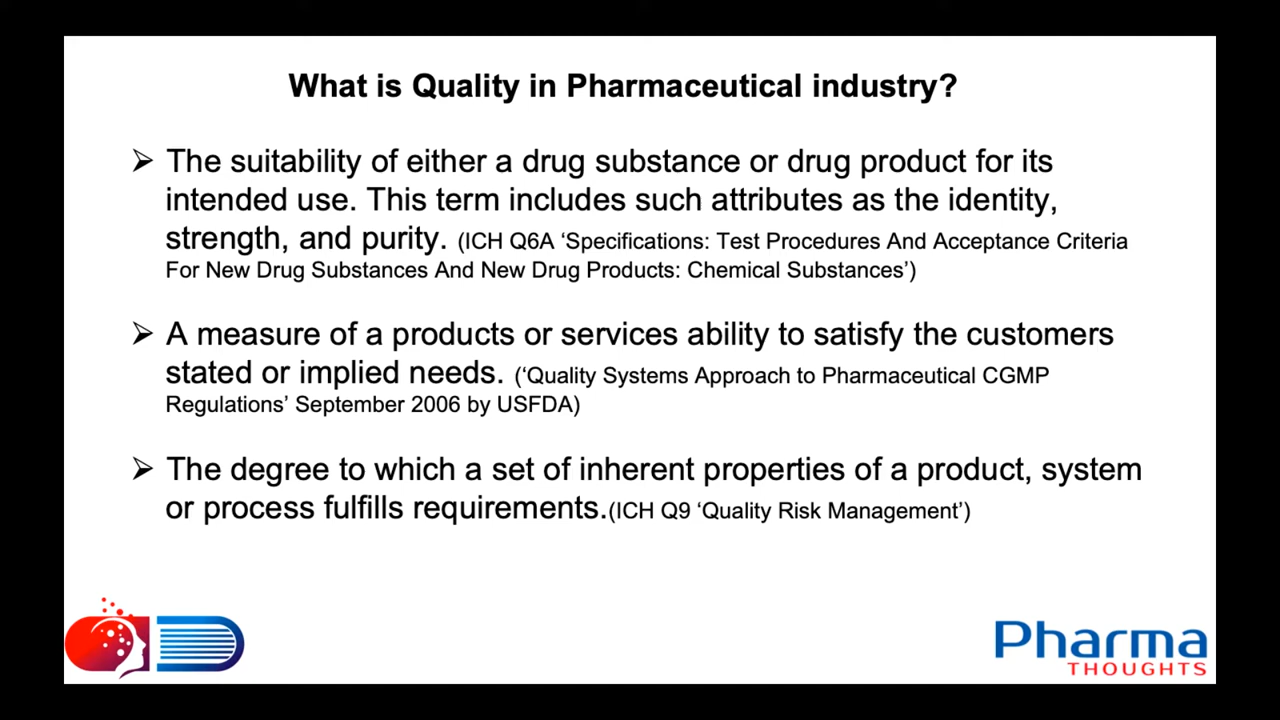 What is Quality in Pharmaceutical industry?
➢ The suitability of either a drug substance or drug product for its
intended use. This term includes such attributes as the identity,
strength, and purity. (ICH Q6A ‘Specifications: Test Procedures And Acceptance Criteria
For New Drug Substances And New Drug Products: Chemical Substances’)
➢ A measure of a products or services ability to satisfy the customers
stated or implied needs. (‘Quality Systems Approach to Pharmaceutical CGMP
Regulations’ September 2006 by USFDA)
➢ The degree to which a set of inherent properties of a product, system
or process fulfills requirements.(ICH Q9 ‘Quality Risk Management’)
Pharma
THOUGHTS